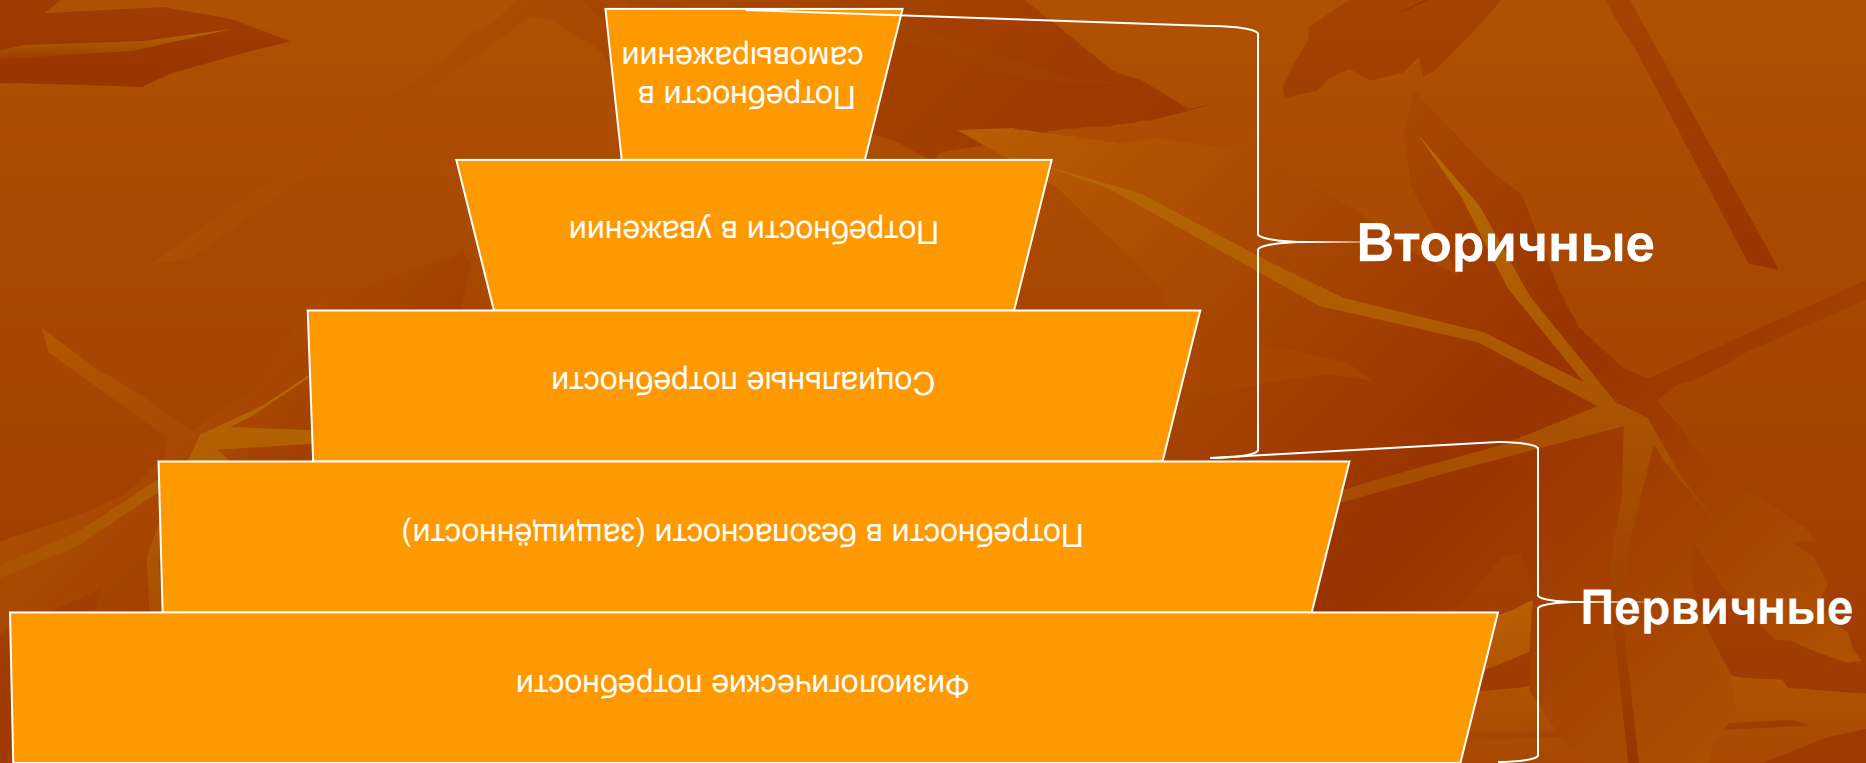 Потребности в
самовыражении
Потребности в уважении
Социальные потребности
Потребности в безопасности (защищённости)
Физиологические потребности
Вторичные
Первичные